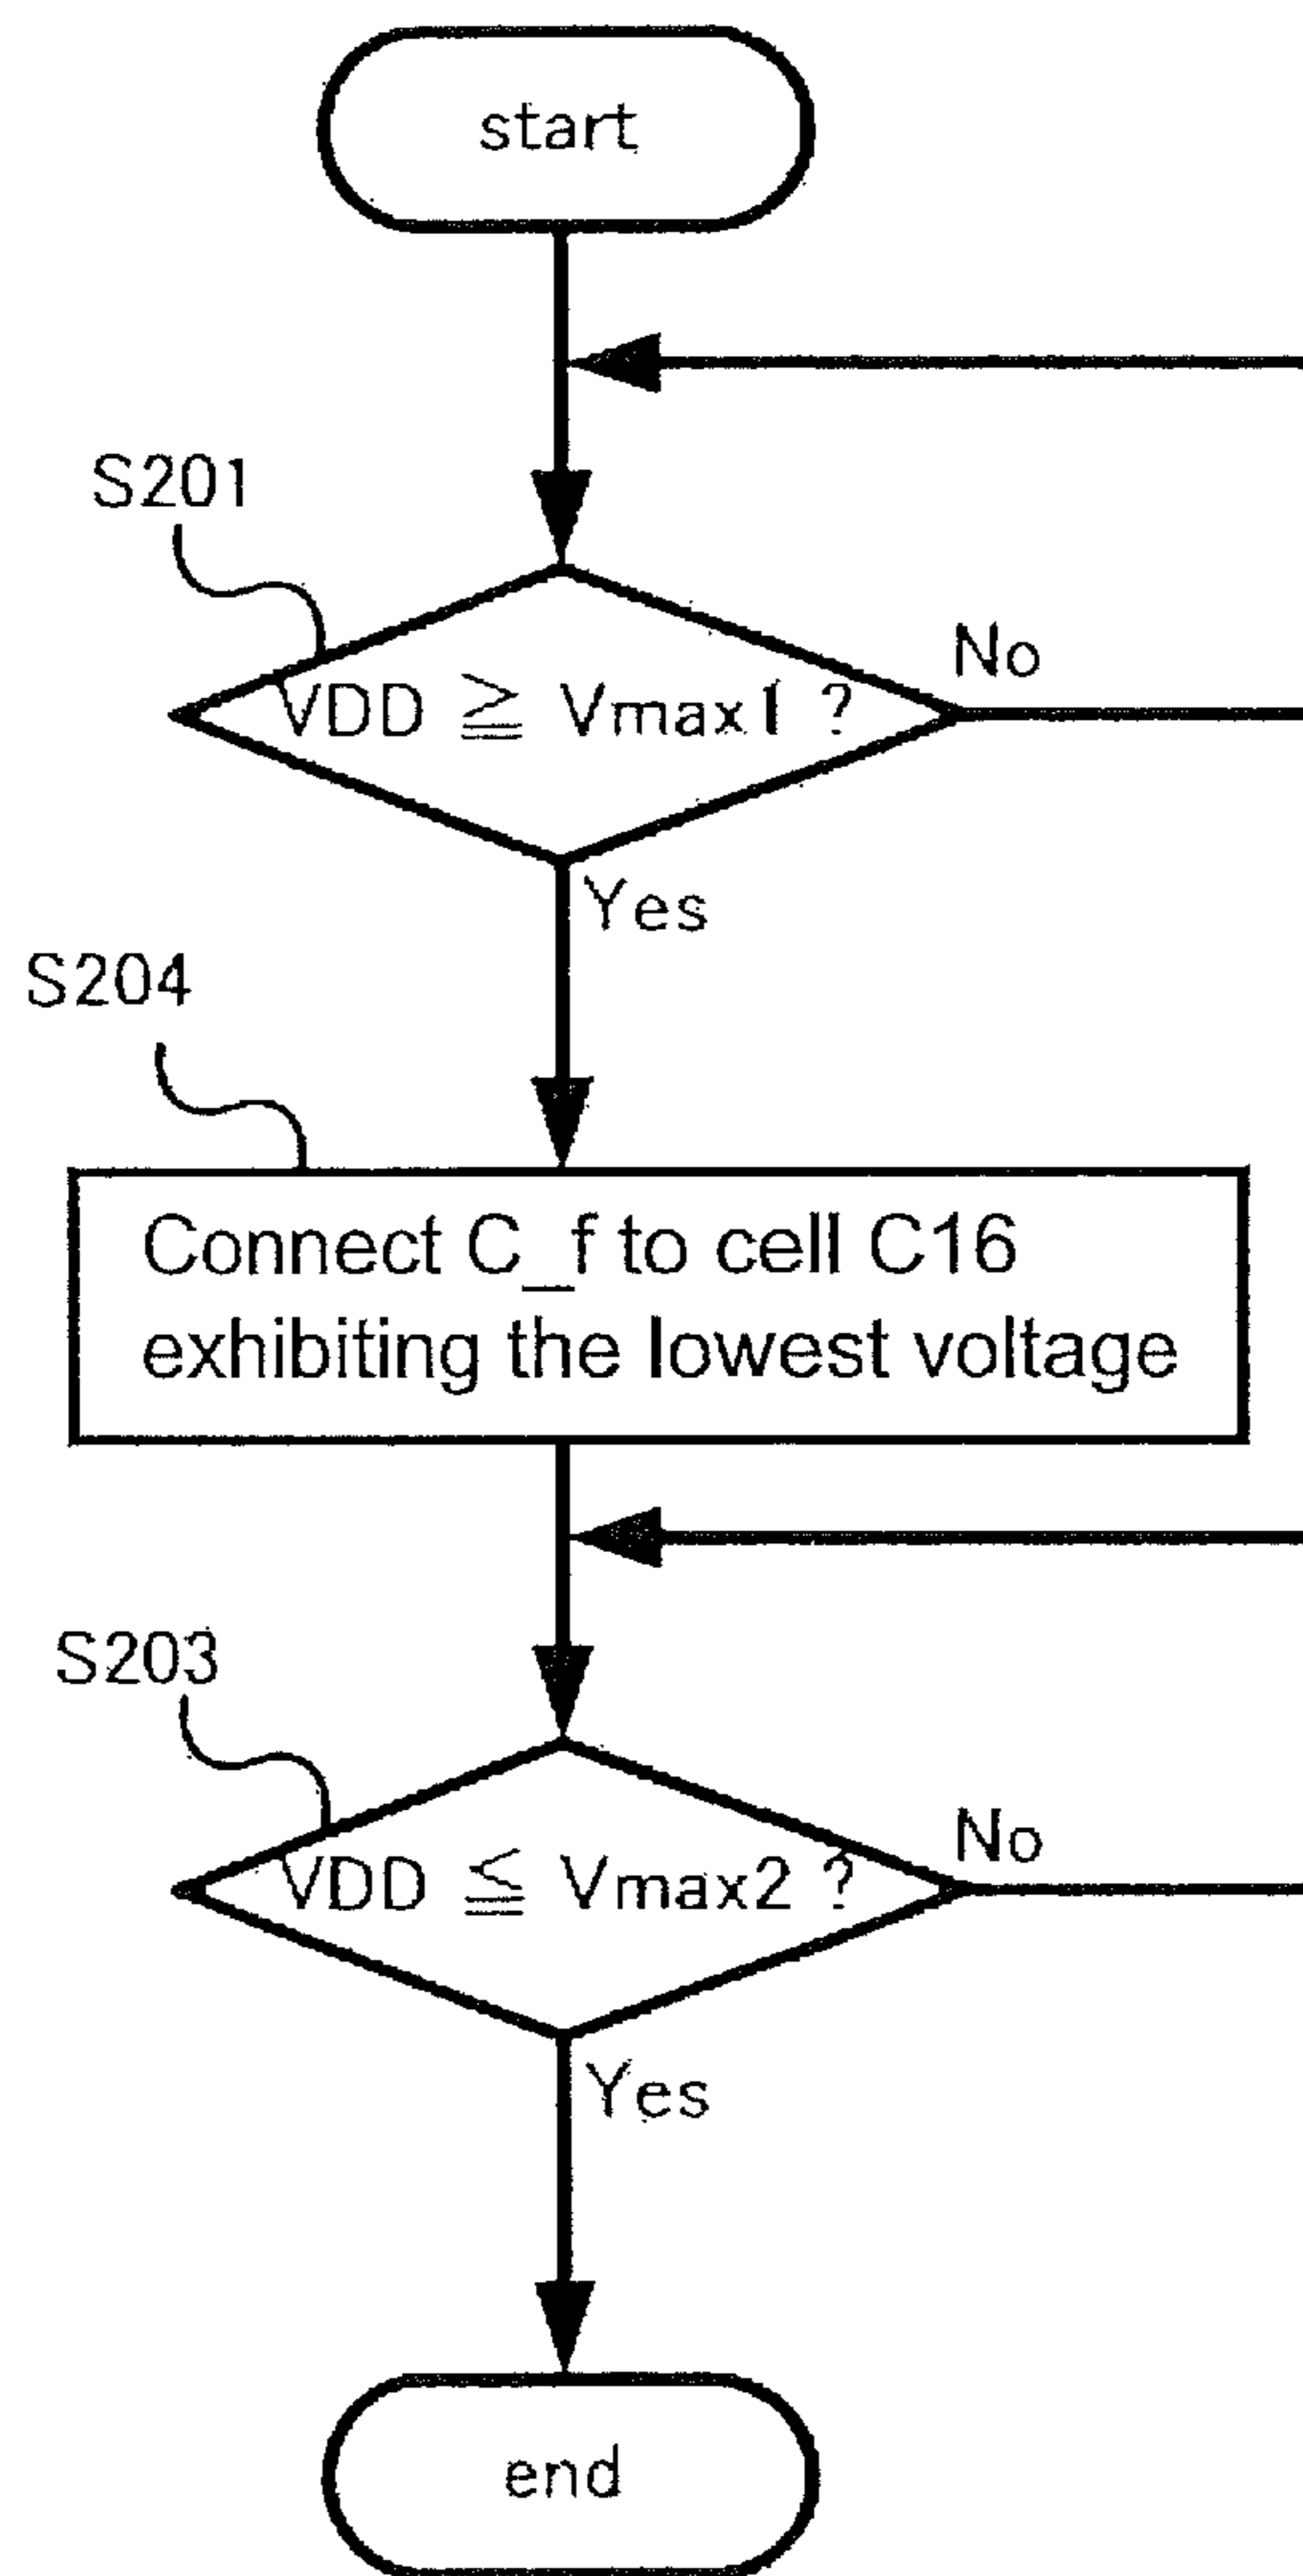 start
S201
VDD ≧ Vmax1 ?
No
Yes
S204
Connect C_f to cell C16
exhibiting the lowest voltage
S203
VDD ≦ Vmax2 ?
No
Yes
end